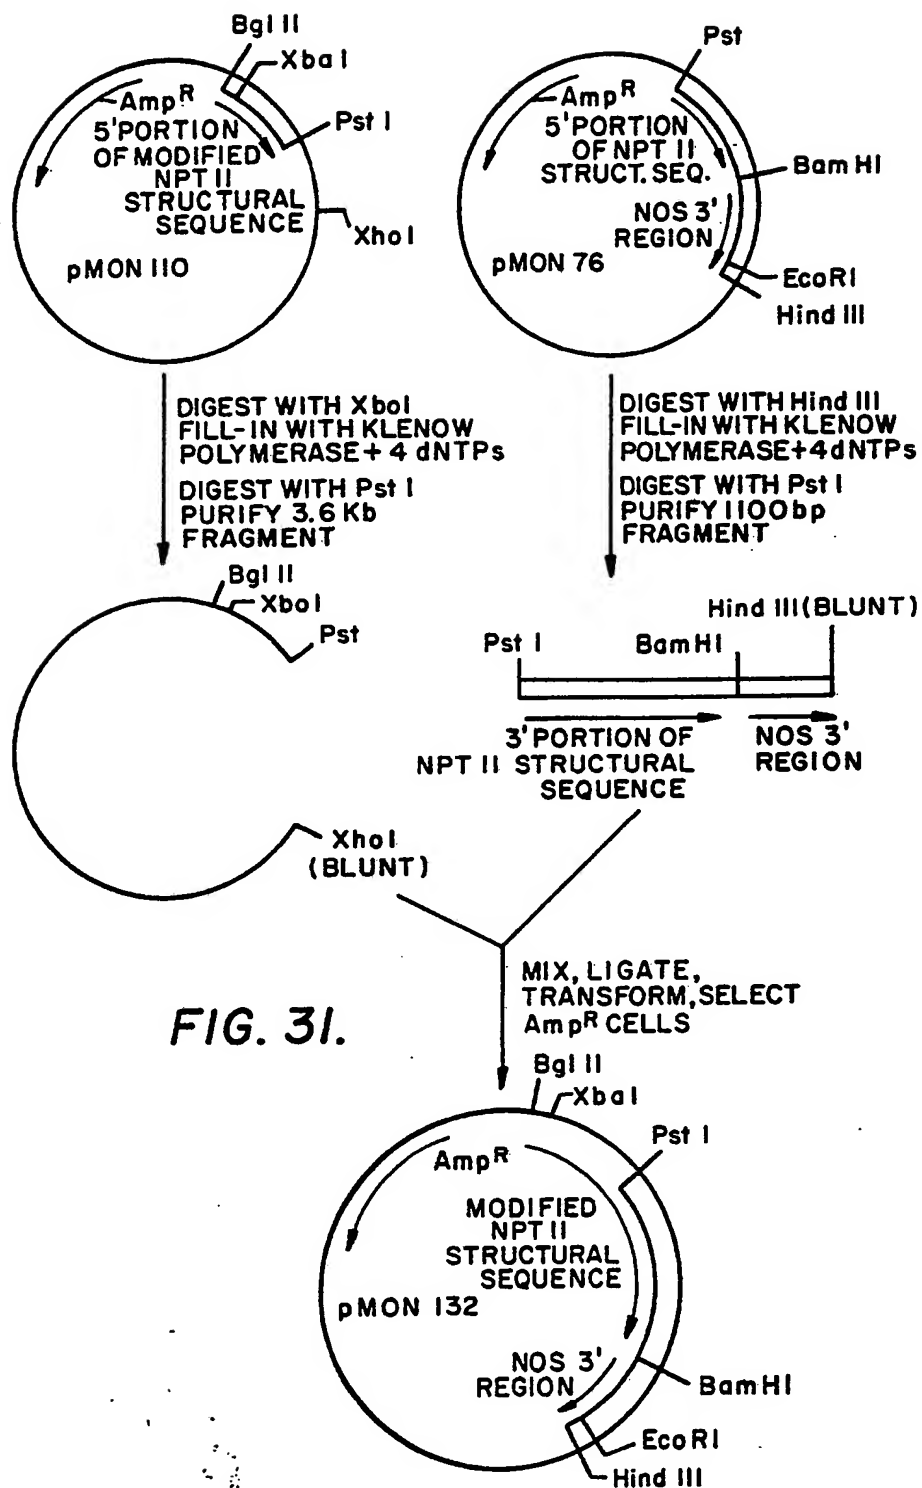 Bgl II
Xba I
Amp R
Pst I
5' PORTION
OF MODIFIED
NPT II
STRUCTURAL
SEQUENCE
Xho I
pMON 110
Pst
Amp R
5' PORTION
OF NPT II
STRUCT. SEQ.
Bam HI
NOS 3'
REGION
pMON 76
EcoRI
Hind III
DIGEST WITH Xbol
FILL-IN WITH KLENOW
POLYMERASE + 4 dNTPs
DIGEST WITH Pst I
PURIFY 3.6 Kb
FRAGMENT
DIGEST WITH Hind III
FILL-IN WITH KLENOW
POLYMERASE+4dNTPs
DIGEST WITH Pst I
PURIFY 1100bp
FRAGMENT
Bgl II
Xbol
Pst
Xhol
(BLUNT)
Hind III (BLUNT)
Pst I
BamHI
3' PORTION OF
NPT II STRUCTURAL
SEQUENCE
NOS 3'
REGION
MIX, LIGATE,
TRANSFORM, SELECT
Amp R CELLS
FIG. 31.
Bgl II
Xba I
Pst I
Amp R
MODIFIED
NPT II
STRUCTURAL
SEQUENCE
pMON 132
NOS 3'
REGION
BamHI
Eco RI
Hind III